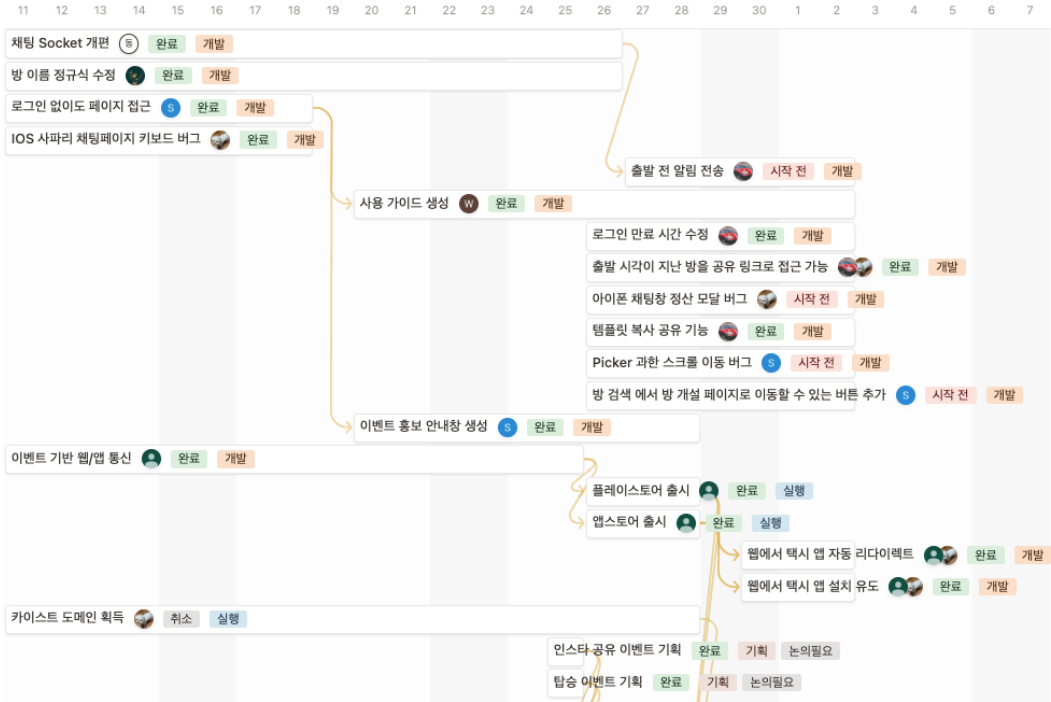 11 12 13 14 15 16 17 18 19 20 21 22 23 24 25 26 27 28 29 30 1 2 3 4 5 6 7
채팅 Socket 개편 동 완료 개발
방 이름 정규식 수정 완료 개발
로그인 없이도 페이지 접근 S 완료 개발
IOS 사파리 채팅페이지 키보드 버그 완료 개발
출발 전 알림 전송 시작 전 개발
사용 가이드 생성 W 완료 개발
로그인 만료 시간 수정 완료 개발
출발 시각이 지난 방을 공유 링크로 접근 가능 완료 개발
아이폰 채팅창 정산 모달 버그 시작 전 개발
템플릿 복사 공유 기능 완료 개발
Picker 과한 스크롤 이동 버그 S 시작 전 개발
방 검색 에서 방 개설 페이지로 이동할 수 있는 버튼 추가 S 시작 전 개발
이벤트 홍보 안내창 생성 S 완료 개발
이벤트 기반 웹/앱 통신 완료 개발
플레이스토어 출시 완료 실행
앱스토어 출시 완료 실행
웹에서 택시 앱 자동 리다이렉트 완료 개발
웹에서 택시 앱 설치 유도 완료 개발
카이스트 도메인 획득 취소 실행
인스타 공유 이벤트 기획 완료 기획 논의필요
탑승 이벤트 기획 완료 기획 논의필요